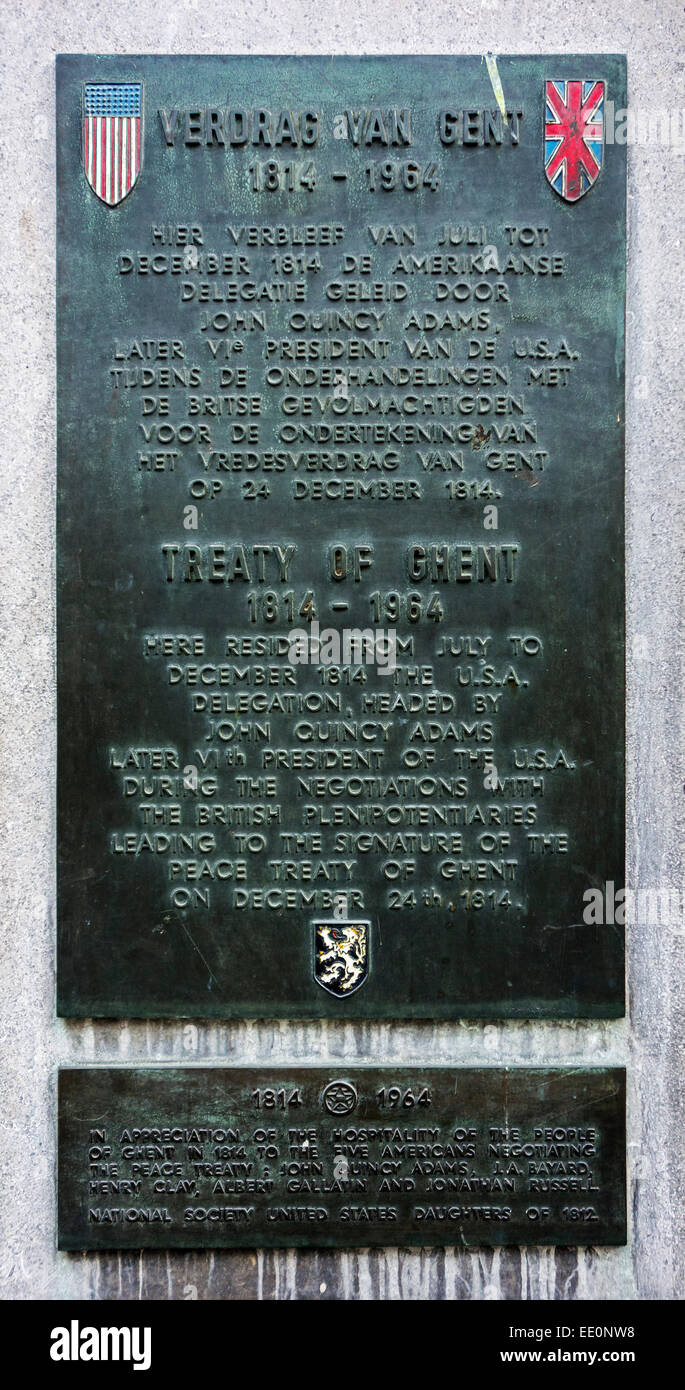 VERDRAG VAN GENT
1814 - 1964
HIER VERBLEEF VAN JULI TOT
DECEMBER 1814 DE AMERIKAANSE
DELEGATIE GELEID DOOR
JOHN QUINCY ADAMS,
LATER VIe PRESIDENT VAN DE U.S.A.
TIJDENS DE ONDERHANDELINGEN MET
DE BRITSE GEVOLMACHTIGDEN
VOOR DE ONDERTEKENING VAN
HET VREDESVERDRAG VAN GENT
OP 24 DECEMBER 1814.
TREATY OF GHENT
1814 - 1964
HERE RESIDED FROM JULY TO
DECEMBER 1814 THE U.S.A.
DELEGATION, HEADED BY
JOHN QUINCY ADAMS
LATER VIth PRESIDENT OF THE U.S.A.
DURING THE NEGOTIATIONS WITH
THE BRITISH PLENIPOTENTIARIES
LEADING TO THE SIGNATURE OF THE
PEACE TREATY OF GHENT
ON DECEMBER 24th, 1814.
1814 1964
IN APPRECIATION OF THE HOSPITALITY OF THE PEOPLE
OF GHENT IN 1814 TO THE FIVE AMERICANS NEGOTIATING
THE PEACE TREATY : JOHN QUINCY ADAMS, J.A. BAYARD,
HENRY CLAY, ALBERT GALLATIN AND JONATHAN RUSSELL.
NATIONAL SOCIETY UNITED STATES DAUGHTERS OF 1812.
alamy stock photo
EE0NW8
www.alamy.com